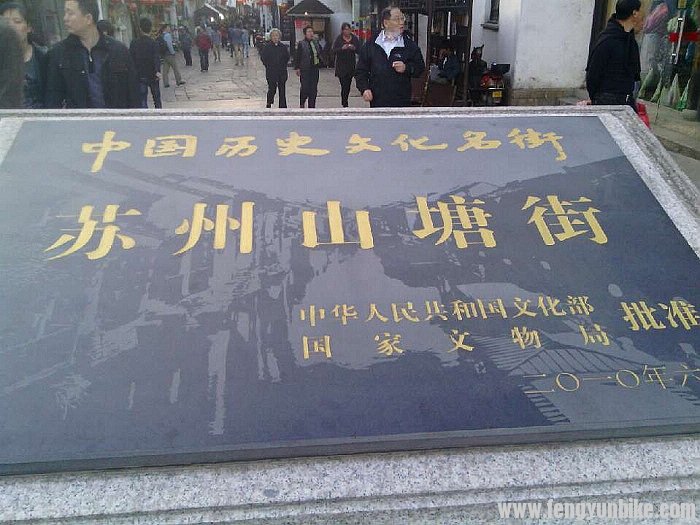 中国历史文化名街
苏州山塘街
中华人民共和国文化部
国家文物局
批准
二〇一〇年六
www.fengyunbike.com